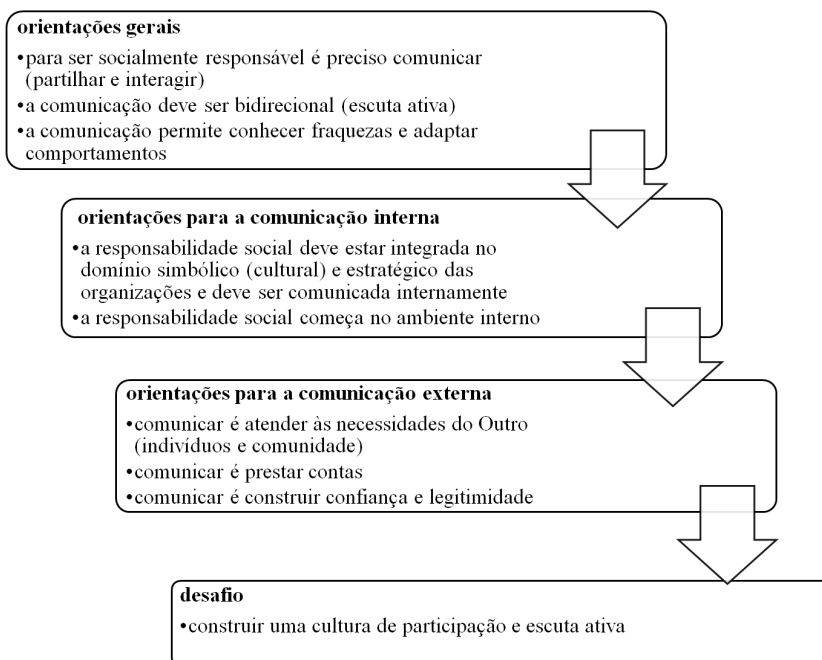 orientações gerais
•para ser socialmente responsável é preciso comunicar
(partilhar e interagir)
•a comunicação deve ser bidirecional (escuta ativa)
•a comunicação permite conhecer fraquezas e adaptar
comportamentos
orientações para a comunicação interna
•a responsabilidade social deve estar integrada no
domínio simbólico (cultural) e estratégico das
organizações e deve ser comunicada internamente
•a responsabilidade social começa no ambiente interno
orientações para a comunicação externa
•comunicar é atender às necessidades do Outro
(indivíduos e comunidade)
•comunicar é prestar contas
•comunicar é construir confiança e legitimidade
desafio
•construir uma cultura de participação e escuta ativa